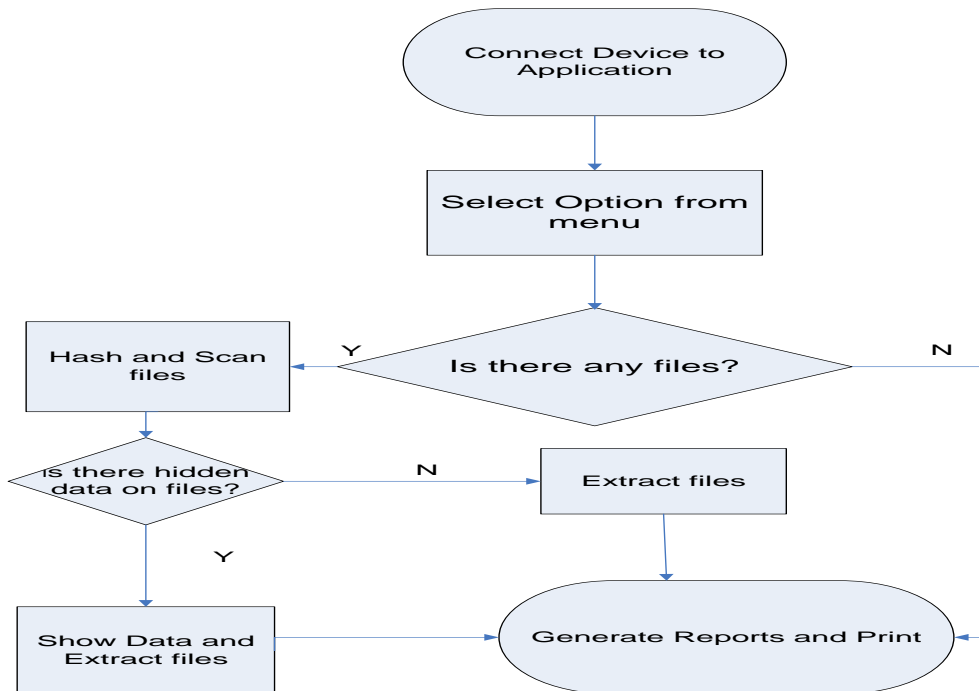 Connect Device to
Application
Select Option from
menu
Is there any files?
Y
N
Hash and Scan
files
is there hidden
data on files?
N
Extract files
Y
Show Data and
Extract files
Generate Reports and Print